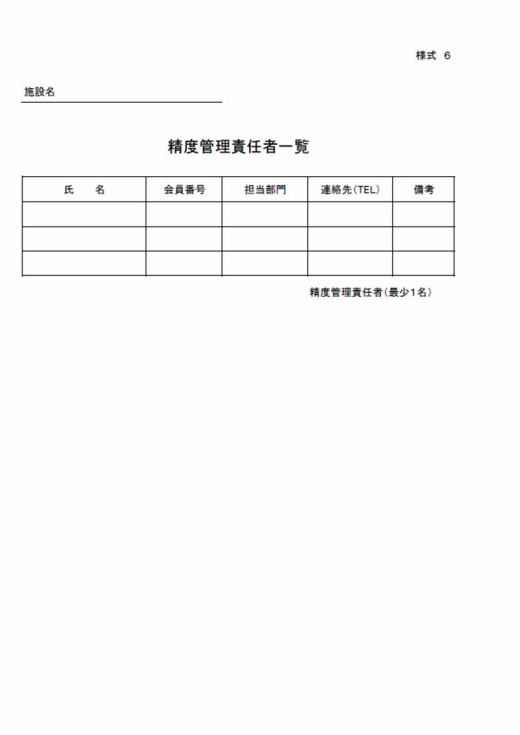 様式 6
施設名
精度管理責任者一覧
氏　　名 会員番号 担当部門 連絡先(TEL) 備考
精度管理責任者(最少1名)